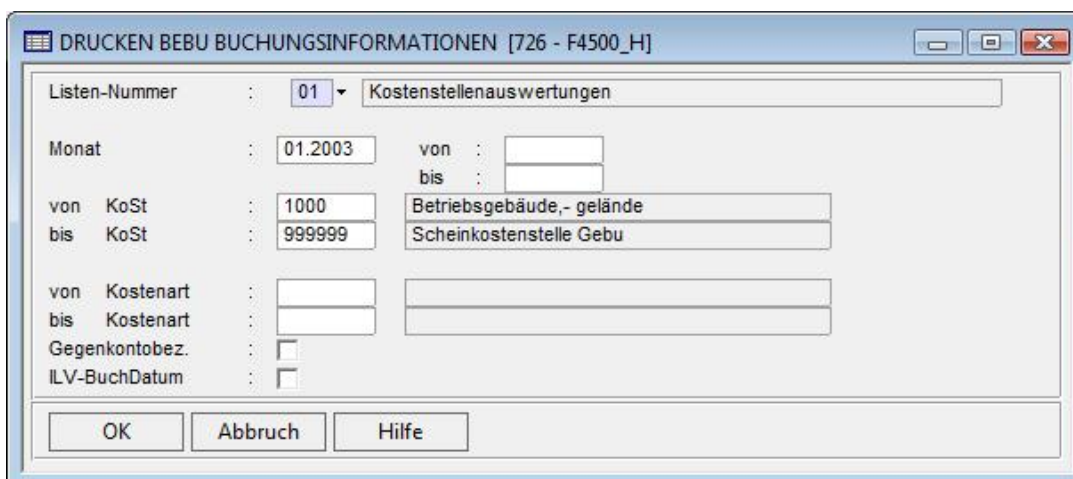 DRUCKEN BEBU BUCHUNGSINFORMATIONEN [726 - F4500_H]
Listen-Nummer : 01 Kostenstellenauswertungen
Monat : 01.2003 von :
bis :
von KoSt : 1000 Betriebsgebäude,- gelände
bis KoSt : 999999 Scheinkostenstelle Gebu
von Kostenart :
bis Kostenart :
Gegenkontobez. :
ILV-BuchDatum :
OK Abbruch Hilfe